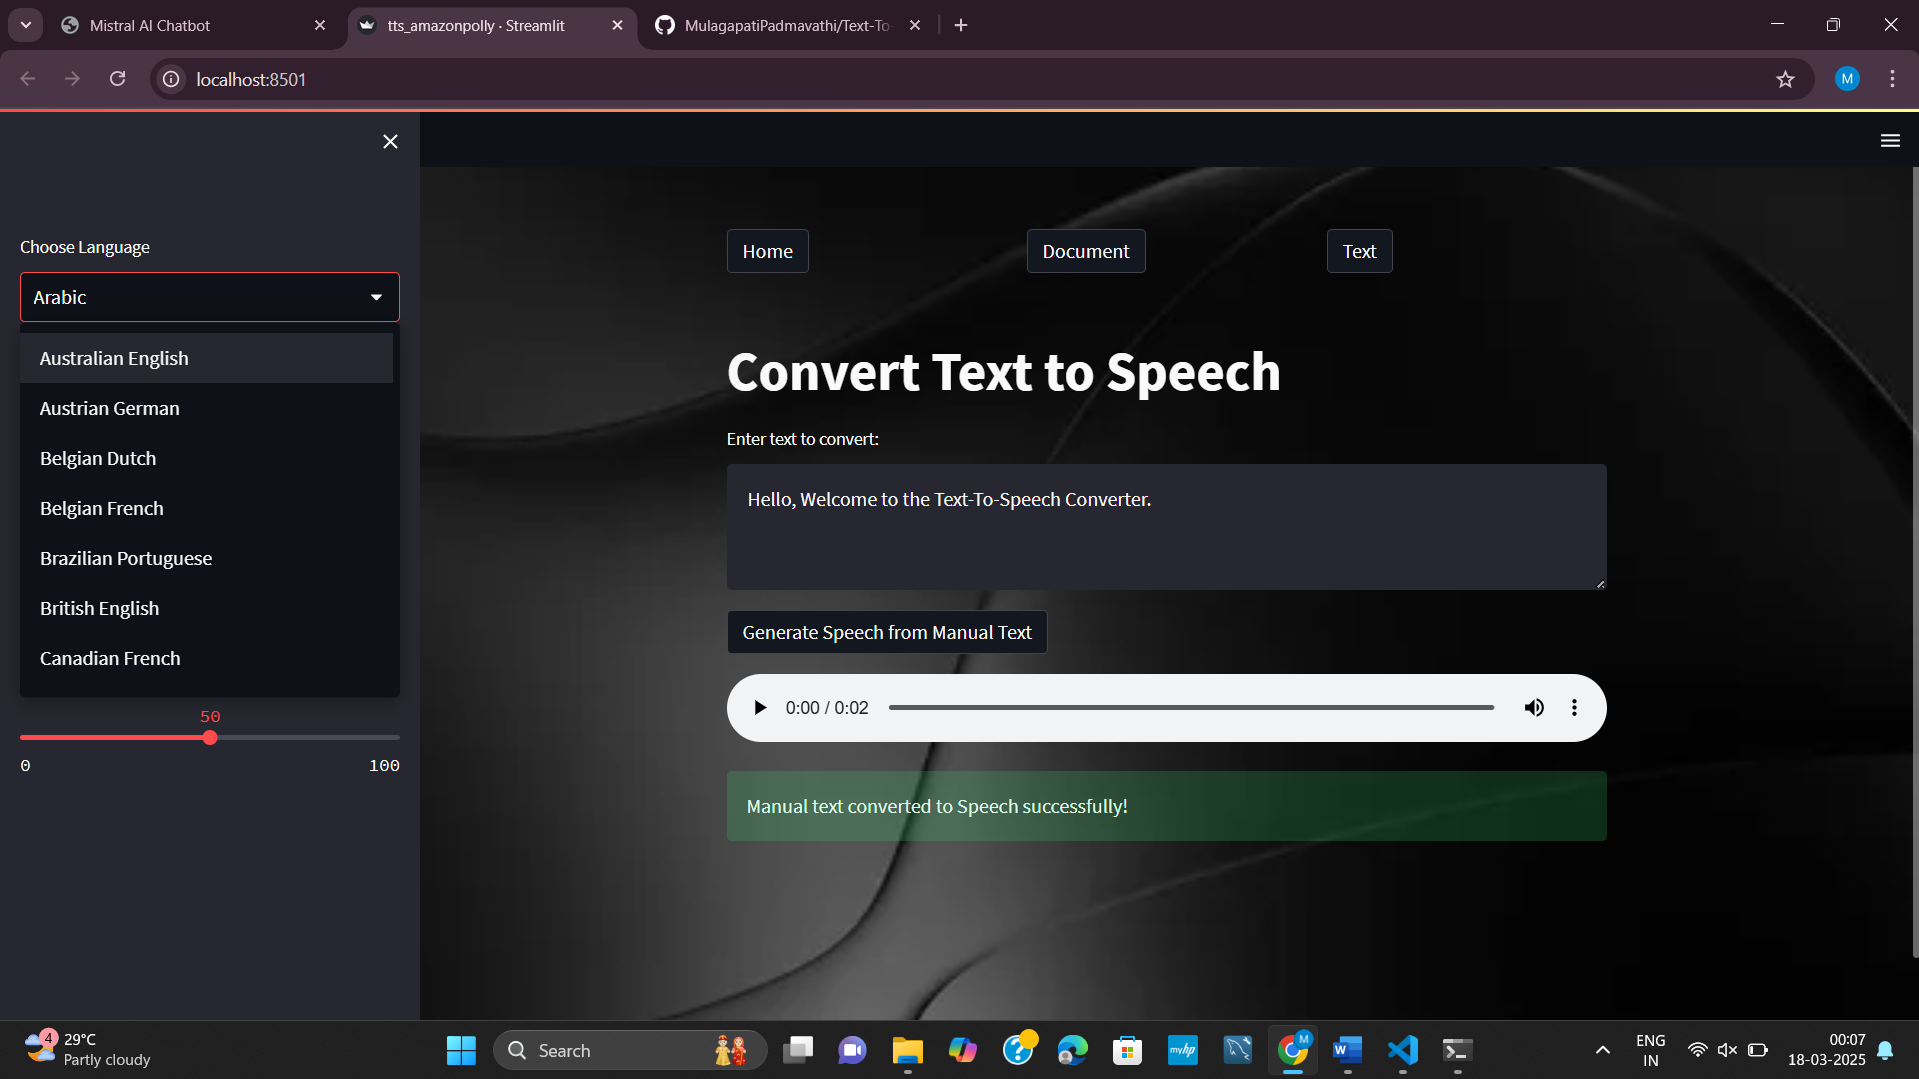 Mistral AI Chatbot
tts_amazonpolly · Streamlit
MulagapatiPadmavathi/Text-To
localhost:8501
M
Choose Language
Arabic
Australian English
Austrian German
Belgian Dutch
Belgian French
Brazilian Portuguese
British English
Canadian French
50
0 100
Home
Document
Text
Convert Text to Speech
Enter text to convert:
Hello, Welcome to the Text-To-Speech Converter.
Generate Speech from Manual Text
0:00 / 0:02
Manual text converted to Speech successfully!
4
29°C
Partly cloudy
Search
myhp
M
W
ENG
IN
00:07
18-03-2025